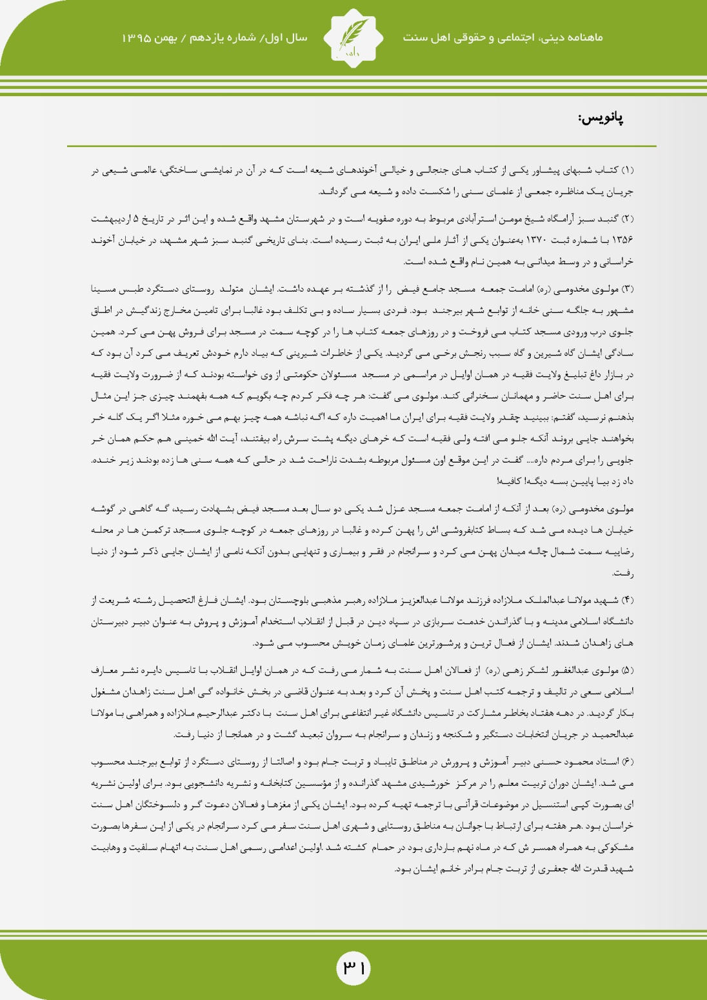 ماهنامه دینی، اجتماعی و حقوقی اهل سنت
سال اول/ شماره یازدهم / بهمن ۱۳۹۵
پانویس:
(۱) کتاب شبهای پیشاور یکی از کتاب های جنجالی و خیالی آخوندهای شیعه است که در آن در نمایشی ساختگی، عالمی شیعی در
جریان یک مناظره جمعی از علمای سنی را شکست داده و شیعه می گرداند.
(۲) گنبد سبز آرامگاه شیخ مومن استرآبادی مربوط به دوره صفویه است و در شهرستان مشهد واقع شده و این اثر در تاریخ ۵ اردیبهشت
۱۳۵۶ با شماره ثبت ۱۳۷۰ به‌عنوان یکی از آثار ملی ایران به ثبت رسیده است. بنای تاریخی گنبد سبز شهر مشهد، در خیابان آخوند
خراسانی و در وسط میدانی به همین نام واقع شده است.
(۳) مولوی مخدومی (ره) امامت جمعه مسجد جامع فیض را از گذشته بر عهده داشت. ایشان متولد روستای دستگرد طبس مسینا
مشهور به جلگه سنی خانه از توابع شهر بیرجند بود. فردی بسیار ساده و بی تکلف بود غالبا برای تامین مخارج زندگیش در اطاق
جلوی درب ورودی مسجد کتاب می فروخت و در روزهای جمعه کتاب ها را در کوچه سمت در مسجد برای فروش پهن می کرد. همین
سادگی ایشان گاه شیرین و گاه سبب رنجش برخی می گردید. یکی از خاطرات شیرینی که بیاد دارم خودش تعریف می کرد آن بود که
در بازار داغ تبلیغ ولایت فقیه در همان اوایل در مراسمی در مسجد مسئولان حکومتی از وی خواسته بودند که از ضرورت ولایت فقیه
برای اهل سنت حاضر و مهمانان سخنرانی کند. مولوی می گفت: هر چه فکر کردم چه بگویم که همه بفهمند چیزی جز این مثال
بذهنم نرسید، گفتم: ببینید چقدر ولایت فقیه برای ایران ما اهمیت داره که اگه نباشه همه چیز بهم می خوره مثلا اگر یک گله خر
بخواهند جایی بروند آنکه جلو می افته ولی فقیه است که خرهای دیگه پشت سرش راه بیفتند، آیت الله خمینی هم حکم همان خر
جلویی را برای مردم داره.... گفت در این موقع اون مسئول مربوطه بشدت ناراحت شد در حالی که همه سنی ها زده بودند زیر خنده.
داد زد بیا پایین بسه دیگه! کافیه!
مولوی مخدومی (ره) بعد از آنکه از امامت جمعه مسجد عزل شد یکی دو سال بعد مسجد فیض بشهادت رسید، گه گاهی در گوشه
خیابان ها دیده می شد که بساط کتابفروشی اش را پهن کرده و غالبا در روزهای جمعه در کوچه جلوی مسجد ترکمن ها در محله
رضاییه سمت شمال چاله میدان پهن می کرد و سرانجام در فقر و بیماری و تنهایی بدون آنکه نامی از ایشان جایی ذکر شود از دنیا
رفت.
(۴) شهید مولانا عبدالملک ملازاده فرزند مولانا عبدالعزیز ملازاده رهبر مذهبی بلوچستان بود. ایشان فارغ التحصیل رشته شریعت از
دانشگاه اسلامی مدینه و با گذراندن خدمت سربازی در سپاه دین در قبل از انقلاب استخدام آموزش و پروش به عنوان دبیر دبیرستان
های زاهدان شدند. ایشان از فعال ترین و پرشورترین علمای زمان خویش محسوب می شود.
(۵) مولوی عبدالغفور لشکر زهی (ره) از فعالان اهل سنت به شمار می رفت که در همان اوایل انقلاب با تاسیس دایره نشر معارف
اسلامی سعی در تالیف و ترجمه کتب اهل سنت و پخش آن کرد و بعد به عنوان قاضی در بخش خانواده گی اهل سنت زاهدان مشغول
بکار گردید. در دهه هفتاد بخاطر مشارکت در تاسیس دانشگاه غیر انتفاعی برای اهل سنت با دکتر عبدالرحیم ملازاده و همراهی با مولانا
عبدالحمید در جریان انتخابات دستگیر و شکنجه و زندان و سرانجام به سروان تبعید گشت و در همانجا از دنیا رفت.
(۶) استاد محمود حسنی دبیر آموزش و پرورش در مناطق تایباد و تربت جام بود و اصالتا از روستای دستگرد از توابع بیرجند محسوب
می شد. ایشان دوران تربیت معلم را در مرکز خورشیدی مشهد گذرانده و از مؤسسین کتابخانه و نشریه دانشجویی بود. برای اولین نشریه
ای بصورت کپی استنسیل در موضوعات قرآنی با ترجمه تهیه کرده بود. ایشان یکی از مغزها و فعالان دعوت گر و دلسوختگان اهل سنت
خراسان بود .هر هفته برای ارتباط با جوانان به مناطق روستایی و شهری اهل سنت سفر می کرد سرانجام در یکی از این سفرها بصورت
مشکوکی به همراه همسر ش که در ماه نهم بارداری بود در حمام کشته شد .اولین اعدامی رسمی اهل سنت به اتهام سلفیت و وهابیت
شهید قدرت الله جعفری از تربت جام برادر خانم ایشان بود.
۳۱